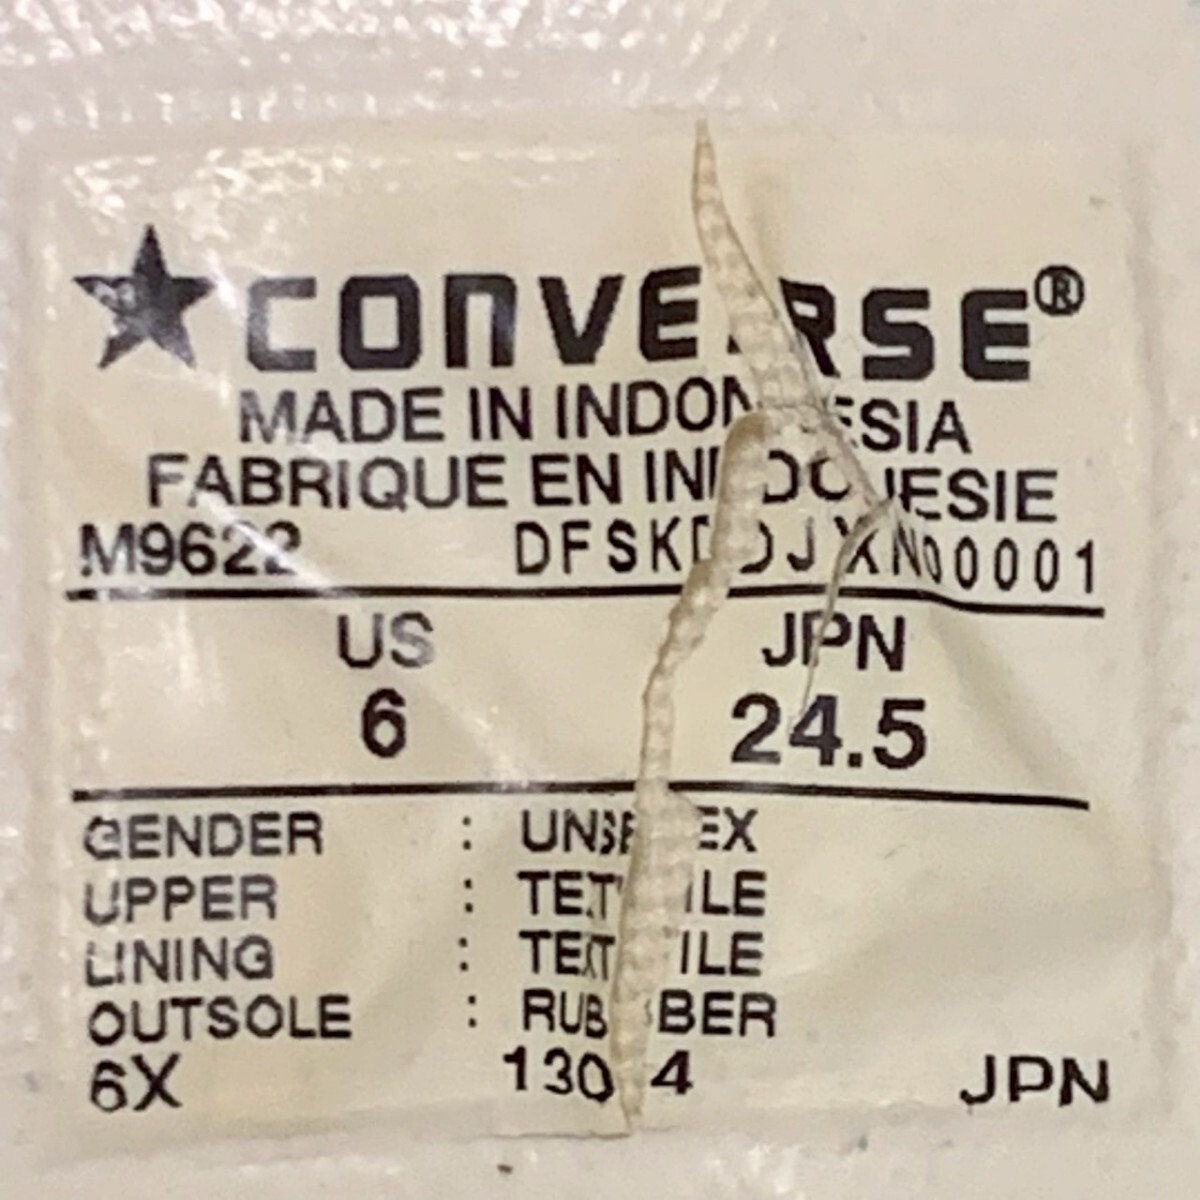 CONVERSE®
MADE IN INDONESIA
FABRIQUE EN INDONESIE
M9622
US JPN
6 24.5
GENDER : UNISEX
UPPER : TEXTILE
LINING : TEXTILE
OUTSOLE : RUBBER
6X JPN